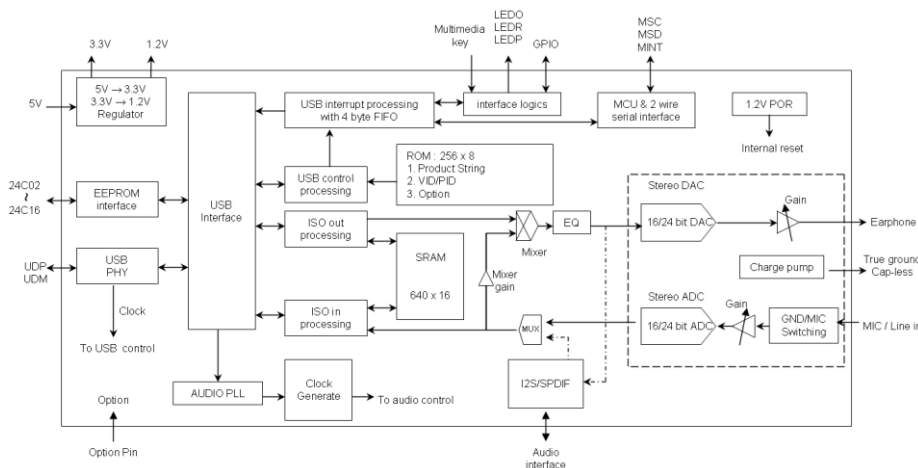 3.3V
1.2V
Multimedia
key
LEDO
LEDR
LEDP
GPIO
MSC
MSD
MINT
5V
5V → 3.3V
3.3V → 1.2V
Regulator
USB interrupt processing
with 4 byte FIFO
interface logics
MCU & 2 wire
serial interface
1.2V POR
Internal reset
24C02
~
24C16
EEPROM
interface
USB
Interface
USB control
processing
ROM : 256 x 8
1. Product String
2. VID/PID
3. Option
ISO out
processing
SRAM
640 x 16
Mixer
EQ
Mixer
gain
Stereo DAC
16/24 bit DAC
Gain
Earphone
Charge pump
True ground
Cap-less
UDP
UDM
USB
PHY
Clock
To USB control
ISO in
processing
MUX
Stereo ADC
16/24 bit ADC
Gain
GND/MIC
Switching
MIC / Line in
AUDIO PLL
Clock
Generate
To audio control
I2S/SPDIF
Audio
interface
Option
Option Pin